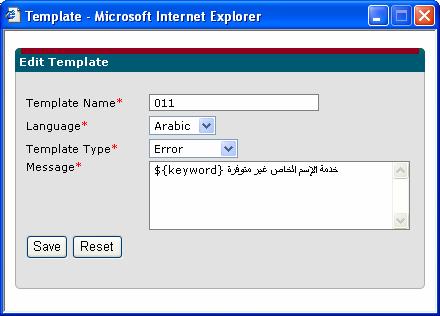 Template - Microsoft Internet Explorer
Edit Template
Template Name* 011
Language* Arabic
Template Type* Error
Message* ${keyword} خدمة الإسم الخاص غير متوفرة
Save Reset